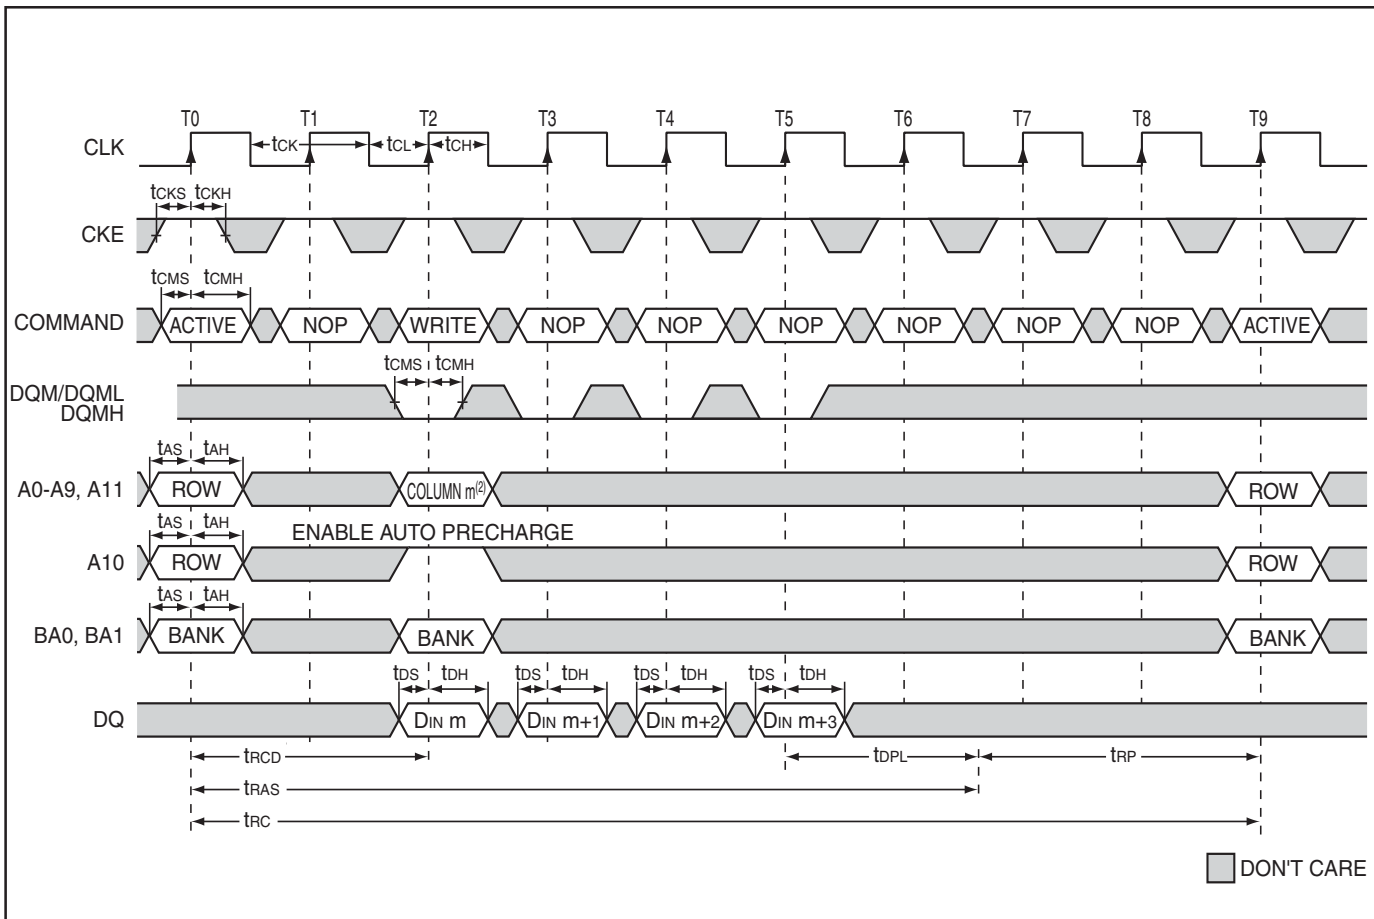 T0 T1 T2 T3 T4 T5 T6 T7 T8 T9
CLK tCK tCL tCH
tCKS tCKH
CKE
tCMS tCMH
COMMAND ACTIVE NOP WRITE NOP NOP NOP NOP NOP NOP ACTIVE
tCMS tCMH
DQM/DQML
DQMH
tAS tAH
A0-A9, A11 ROW COLUMN m(2) ROW
tAS tAH ENABLE AUTO PRECHARGE
A10 ROW ROW
tAS tAH
BA0, BA1 BANK BANK BANK
tDS tDH tDS tDH tDS tDH tDS tDH
DQ DIN m DIN m+1 DIN m+2 DIN m+3
tRCD tDPL tRP
tRAS
tRC
DON'T CARE